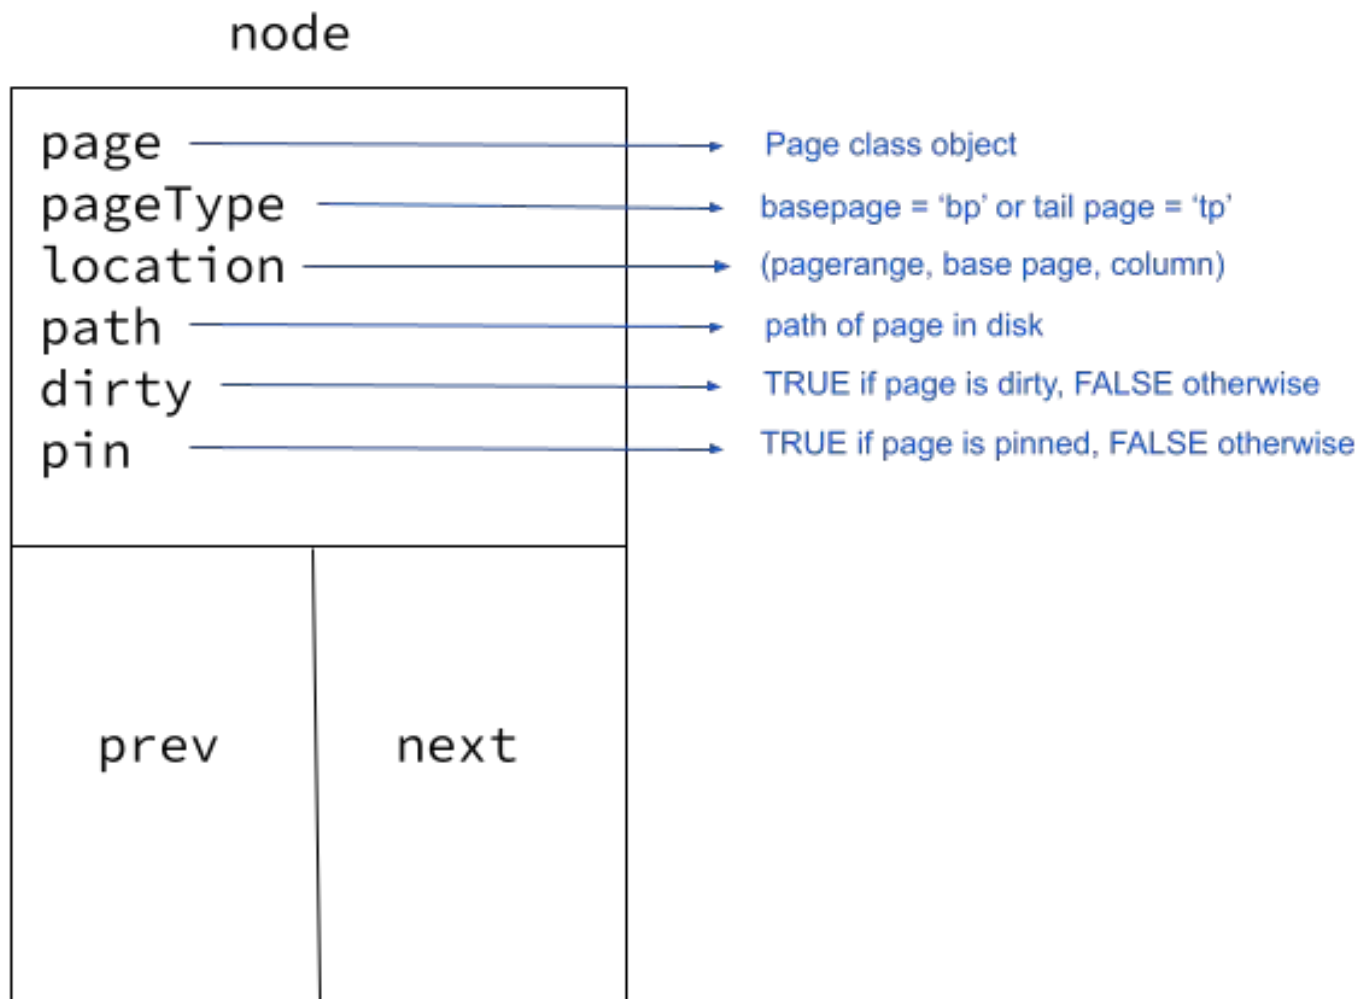 node
page Page class object
pageType basepage = ‘bp’ or tail page = ‘tp’
location (pagerange, base page, column)
path path of page in disk
dirty TRUE if page is dirty, FALSE otherwise
pin TRUE if page is pinned, FALSE otherwise
prev next